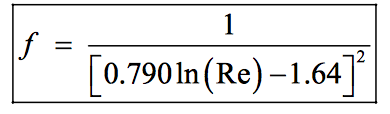 f = 1 / [0.790 ln(Re) − 1.64]²